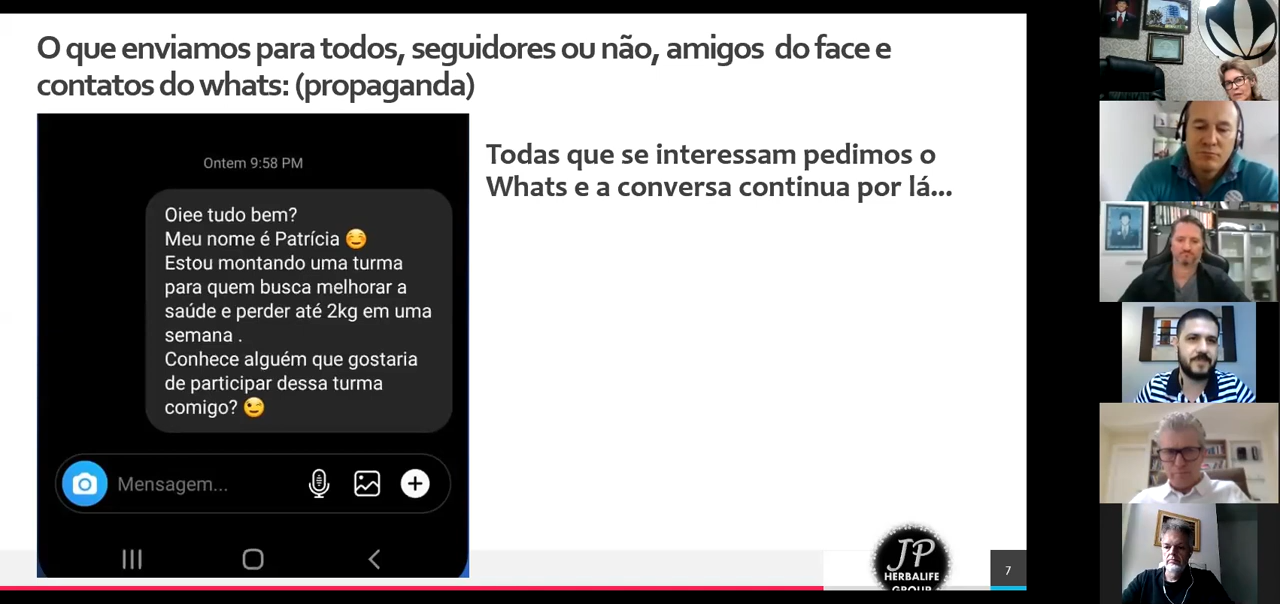 O que enviamos para todos, seguidores ou não, amigos do face e
contatos do whats: (propaganda)
Ontem 9:58 PM
Oiee tudo bem?
Meu nome é Patrícia ☺️
Estou montando uma turma
para quem busca melhorar a
saúde e perder até 2kg em uma
semana .
Conhece alguém que gostaria
de participar dessa turma
comigo? 😉
Mensagem...
Todas que se interessam pedimos o
Whats e a conversa continua por lá...
JP
HERBALIFE
GROUP
7